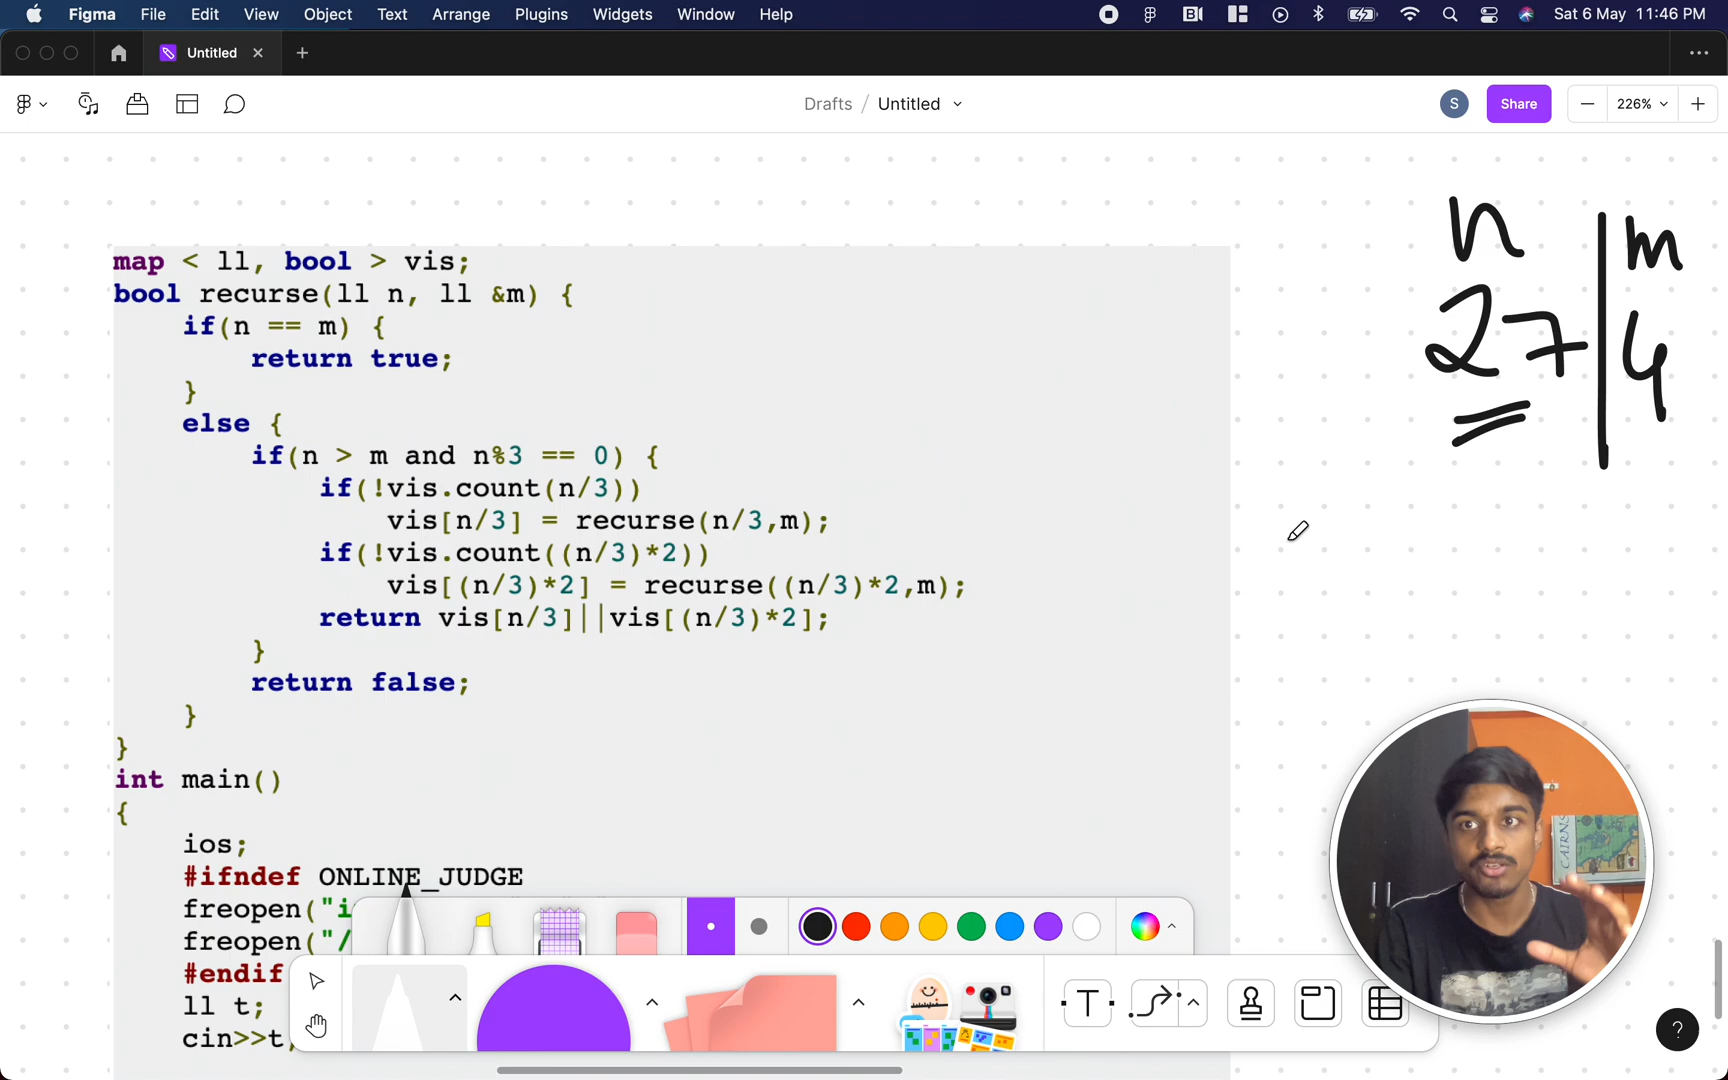 Figma File Edit View Object Text Arrange Plugins Widgets Window Help Sat 6 May 11:46 PM
Untitled
Drafts / Untitled S Share 226%
map < ll, bool > vis;
bool recurse(ll n, ll &m) {
if(n == m) {
return true;
}
else {
if(n > m and n%3 == 0) {
if(!vis.count(n/3))
vis[n/3] = recurse(n/3,m);
if(!vis.count((n/3)*2))
vis[(n/3)*2] = recurse((n/3)*2,m);
return vis[n/3]||vis[(n/3)*2];
}
return false;
}
}
int main()
{
ios;
#ifndef ONLINE_JUDGE
freopen("i
freopen("/
#endif
ll t;
cin>>t;
n | m
27 | 4
CAIRNS
T
?